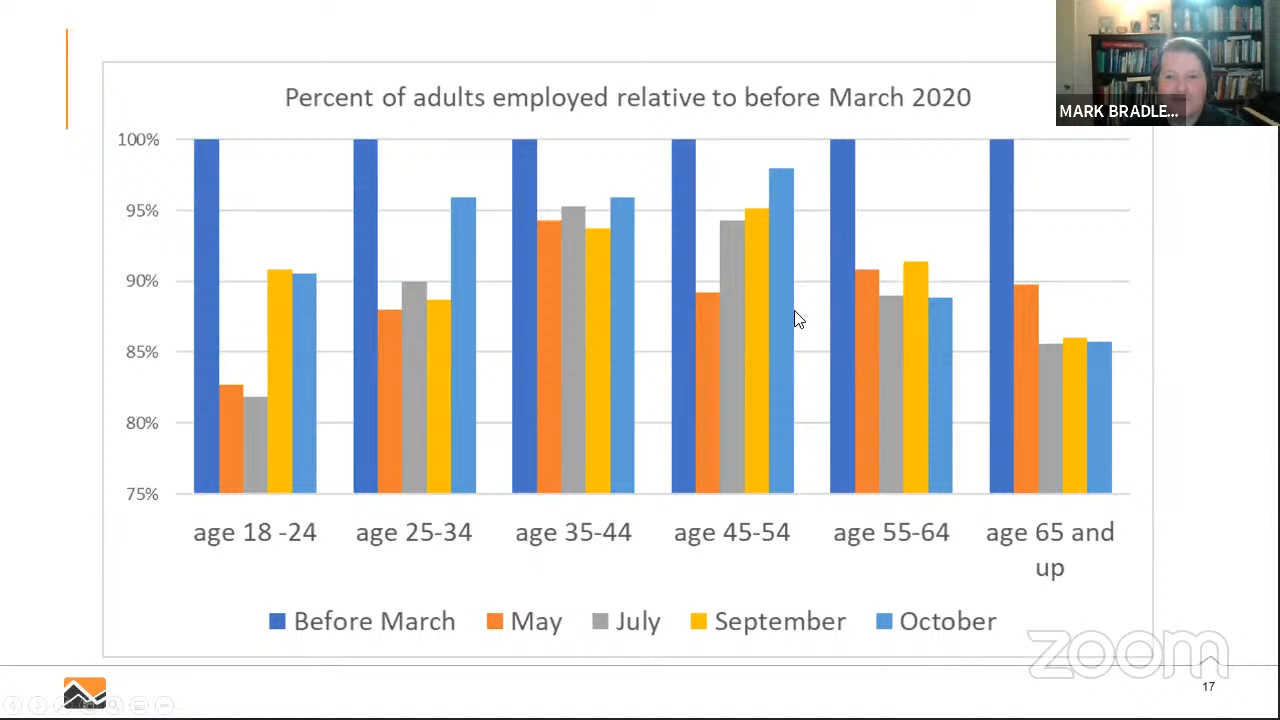 Percent of adults employed relative to before March 2020
MARK BRADLE...
100%
95%
90%
85%
80%
75%
age 18 -24
age 25-34
age 35-44
age 45-54
age 55-64
age 65 and
up
Before March
May
July
September
October
zoom
17